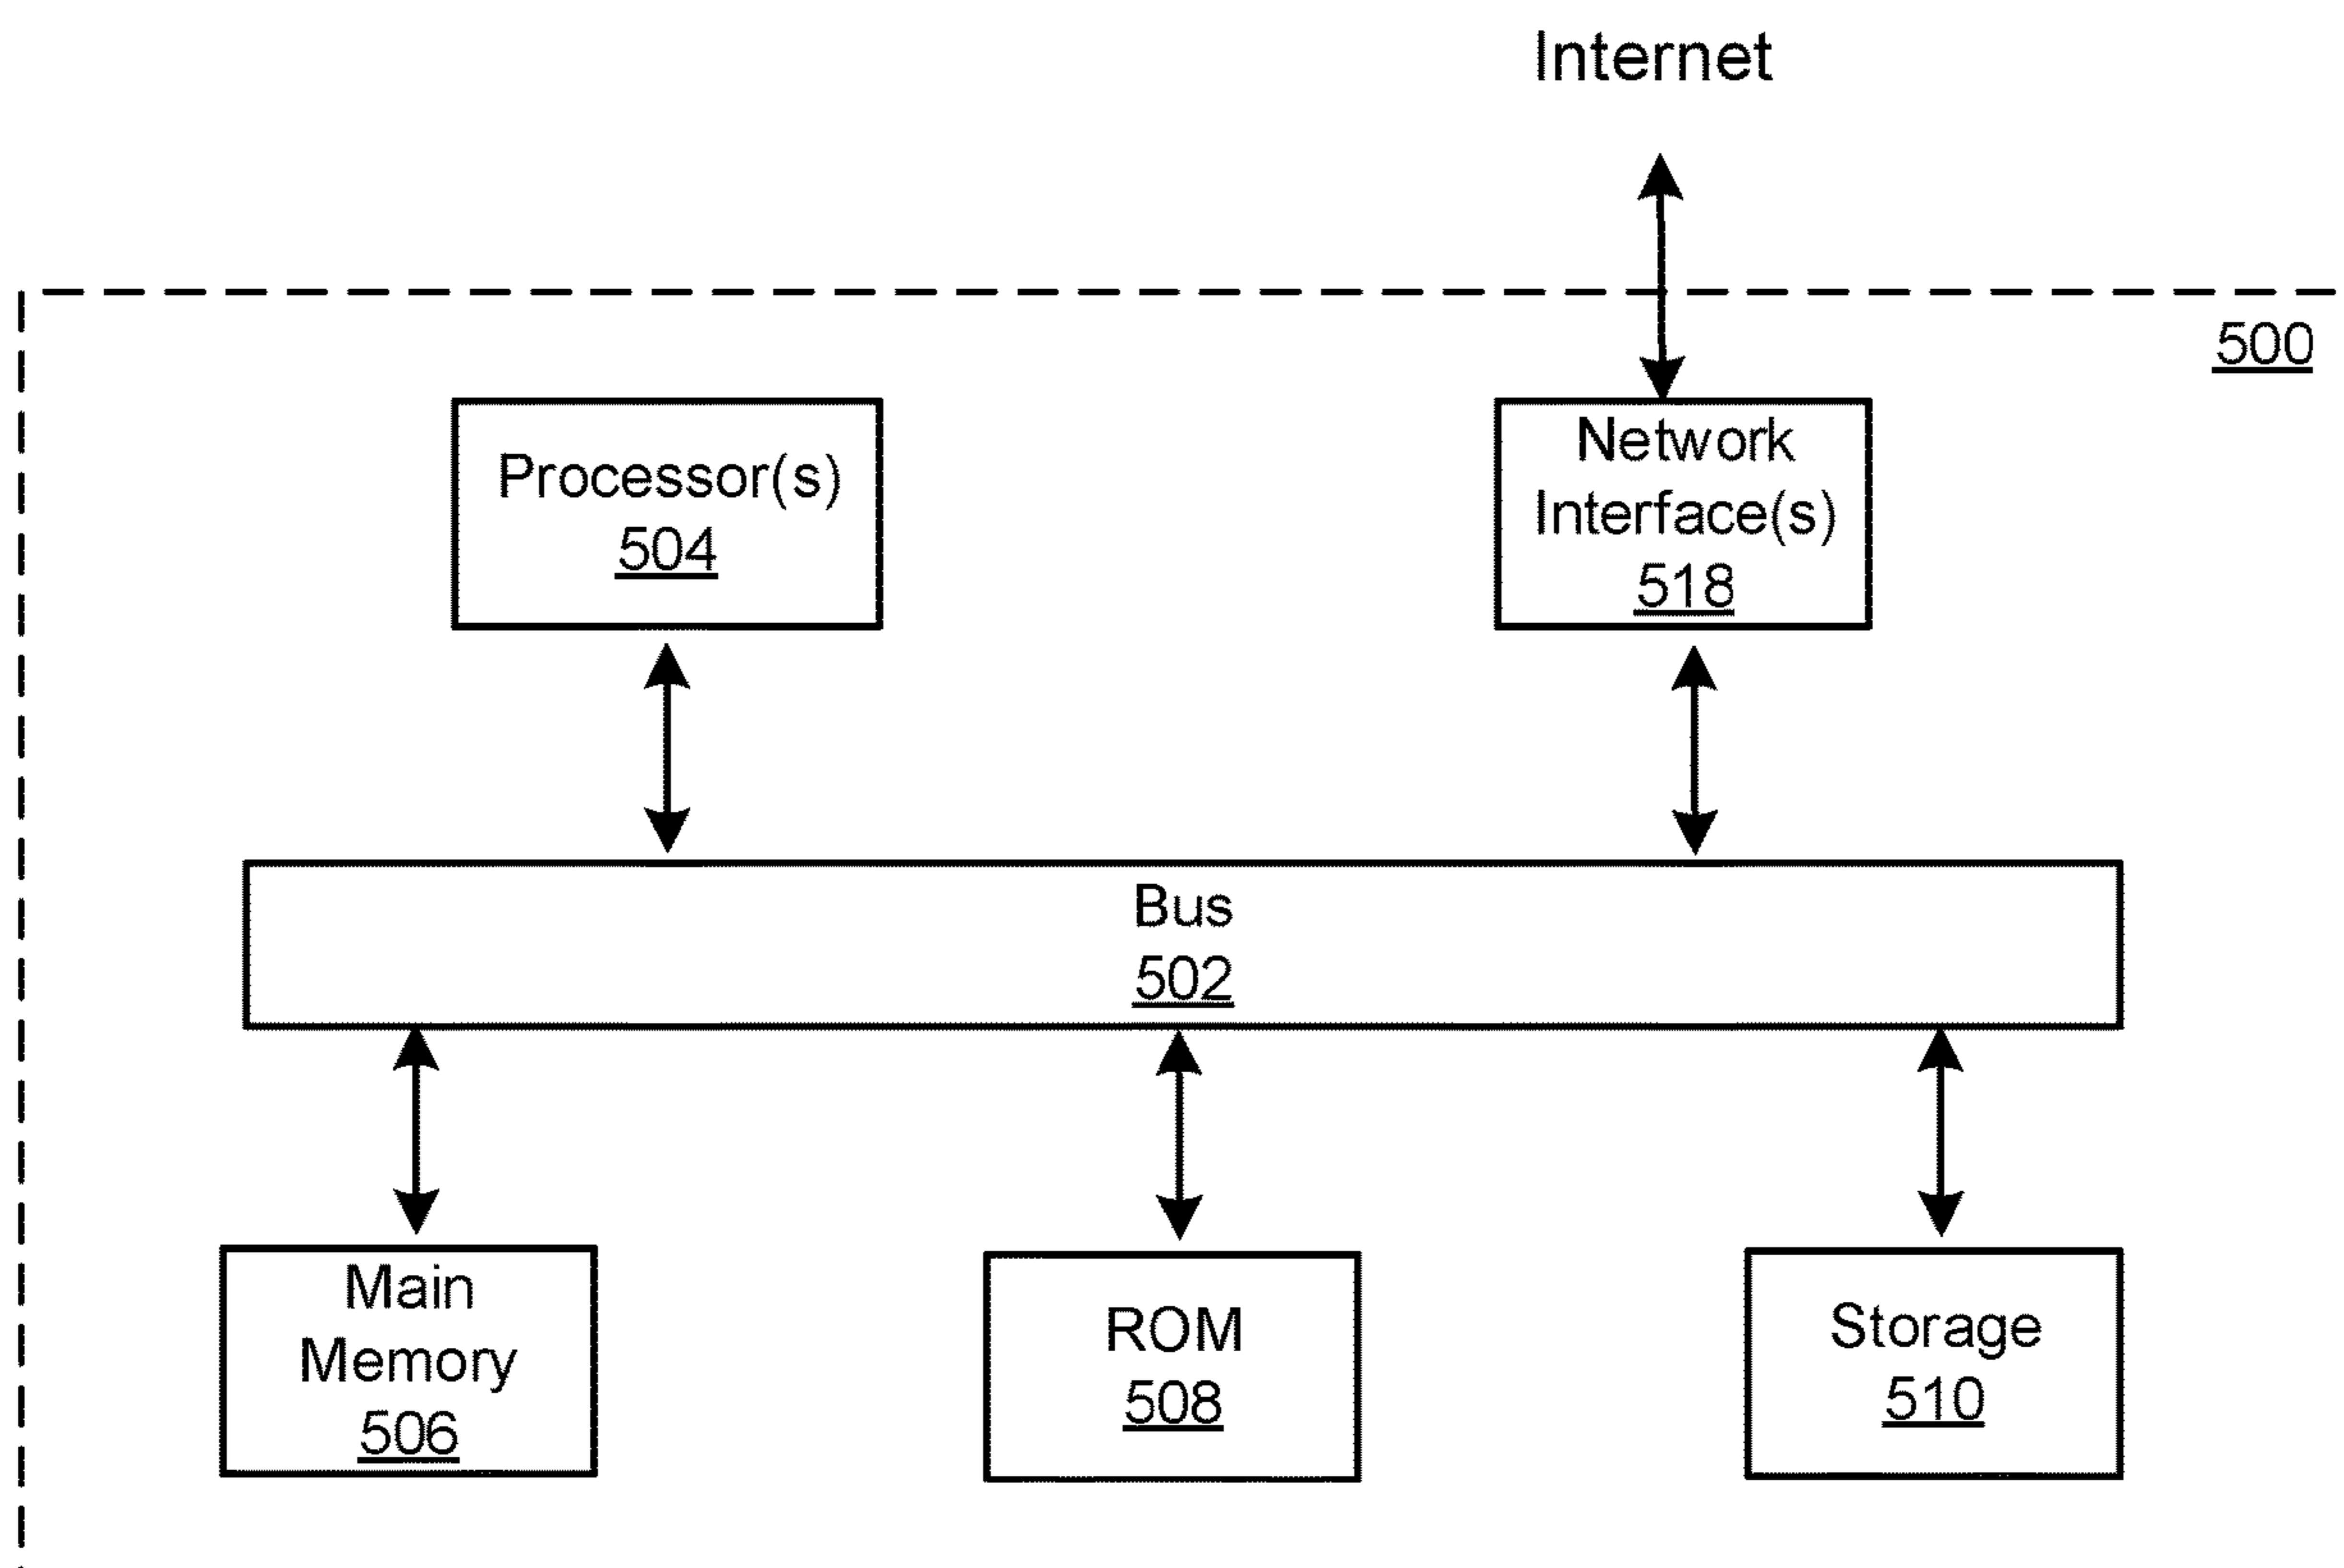 Internet
500
Processor(s)
504
Network
Interface(s)
518
Bus
502
Main
Memory
506
ROM
508
Storage
510